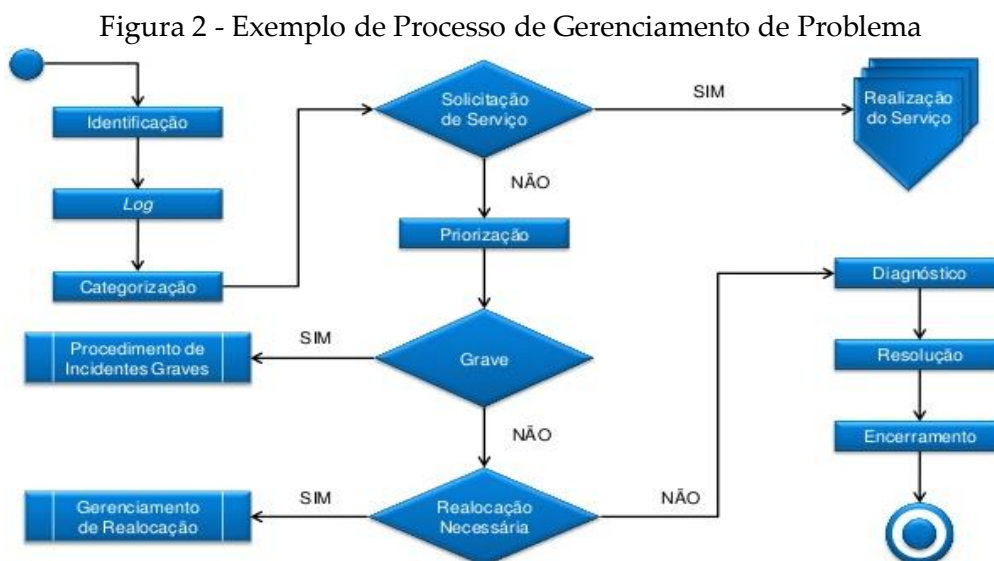 Figura 2 - Exemplo de Processo de Gerenciamento de Problema
Identificação
Log
Categorização
Solicitação
de Serviço
SIM
Realização
do Serviço
NÃO
Priorização
Grave
SIM
Procedimento de
Incidentes Graves
NÃO
Realocação
Necessária
SIM
Gerenciamento
de Realocação
NÃO
Diagnóstico
Resolução
Encerramento